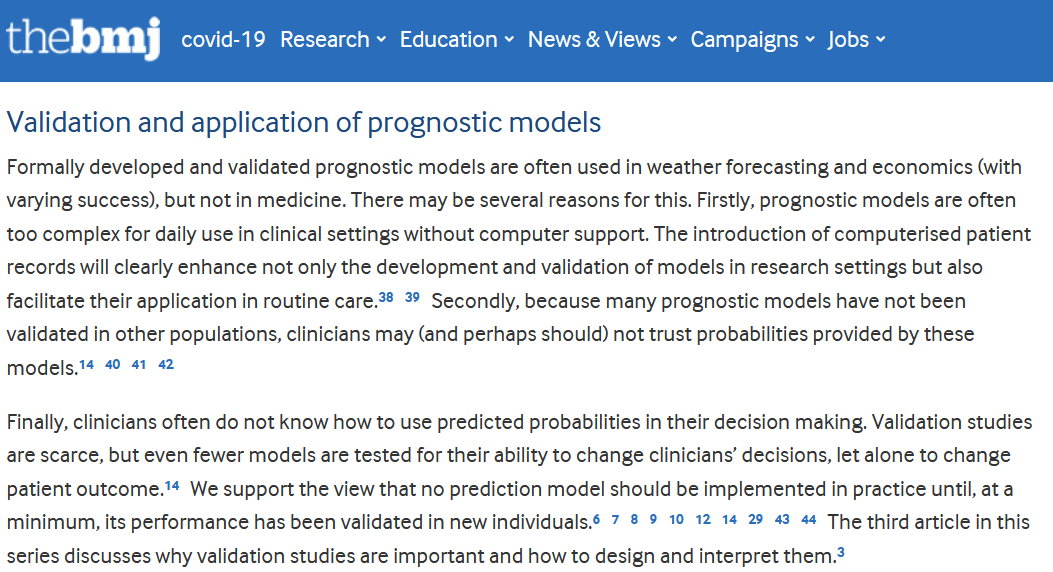 thebmj covid-19 Research Education News & Views Campaigns Jobs
Validation and application of prognostic models
Formally developed and validated prognostic models are often used in weather forecasting and economics (with
varying success), but not in medicine. There may be several reasons for this. Firstly, prognostic models are often
too complex for daily use in clinical settings without computer support. The introduction of computerised patient
records will clearly enhance not only the development and validation of models in research settings but also
facilitate their application in routine care.38 39 Secondly, because many prognostic models have not been
validated in other populations, clinicians may (and perhaps should) not trust probabilities provided by these
models.14 40 41 42
Finally, clinicians often do not know how to use predicted probabilities in their decision making. Validation studies
are scarce, but even fewer models are tested for their ability to change clinicians’ decisions, let alone to change
patient outcome.14 We support the view that no prediction model should be implemented in practice until, at a
minimum, its performance has been validated in new individuals.6 7 8 9 10 12 14 29 43 44 The third article in this
series discusses why validation studies are important and how to design and interpret them.3